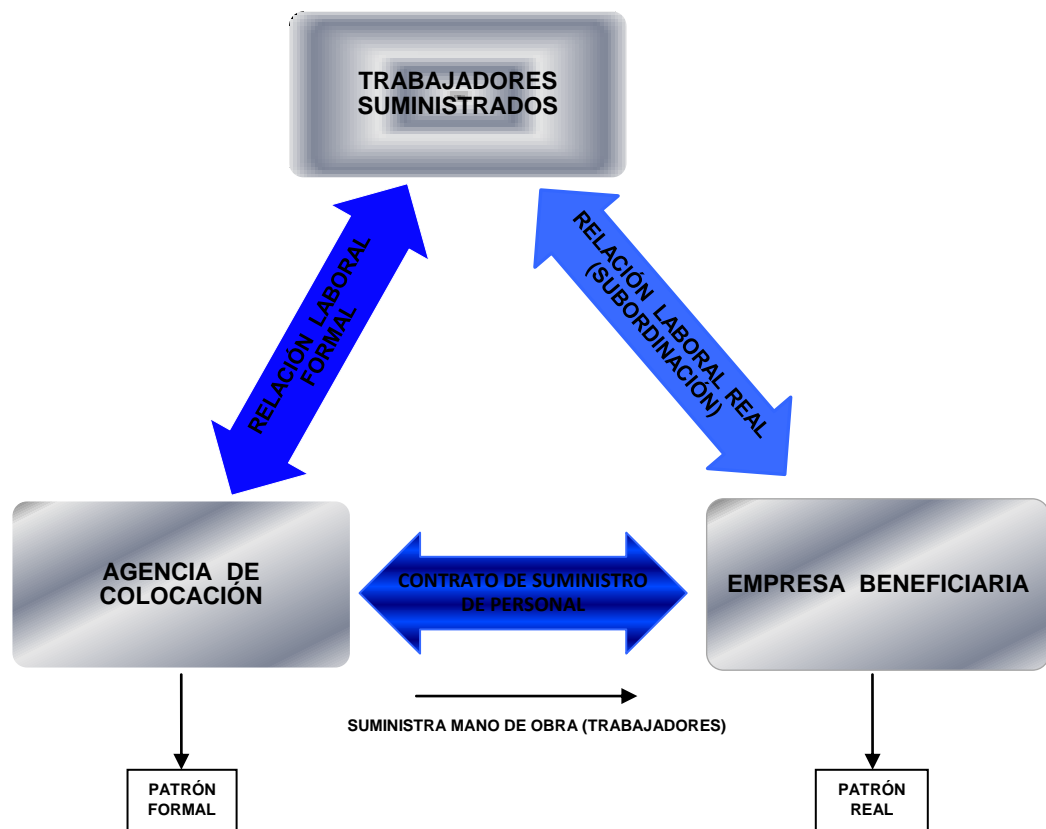 TRABAJADORES
SUMINISTRADOS
RELACIÓN LABORAL
FORMAL
RELACIÓN LABORAL REAL
(SUBORDINACIÓN)
AGENCIA DE
COLOCACIÓN
CONTRATO DE SUMINISTRO
DE PERSONAL
EMPRESA BENEFICIARIA
SUMINISTRA MANO DE OBRA (TRABAJADORES)
PATRÓN
FORMAL
PATRÓN
REAL